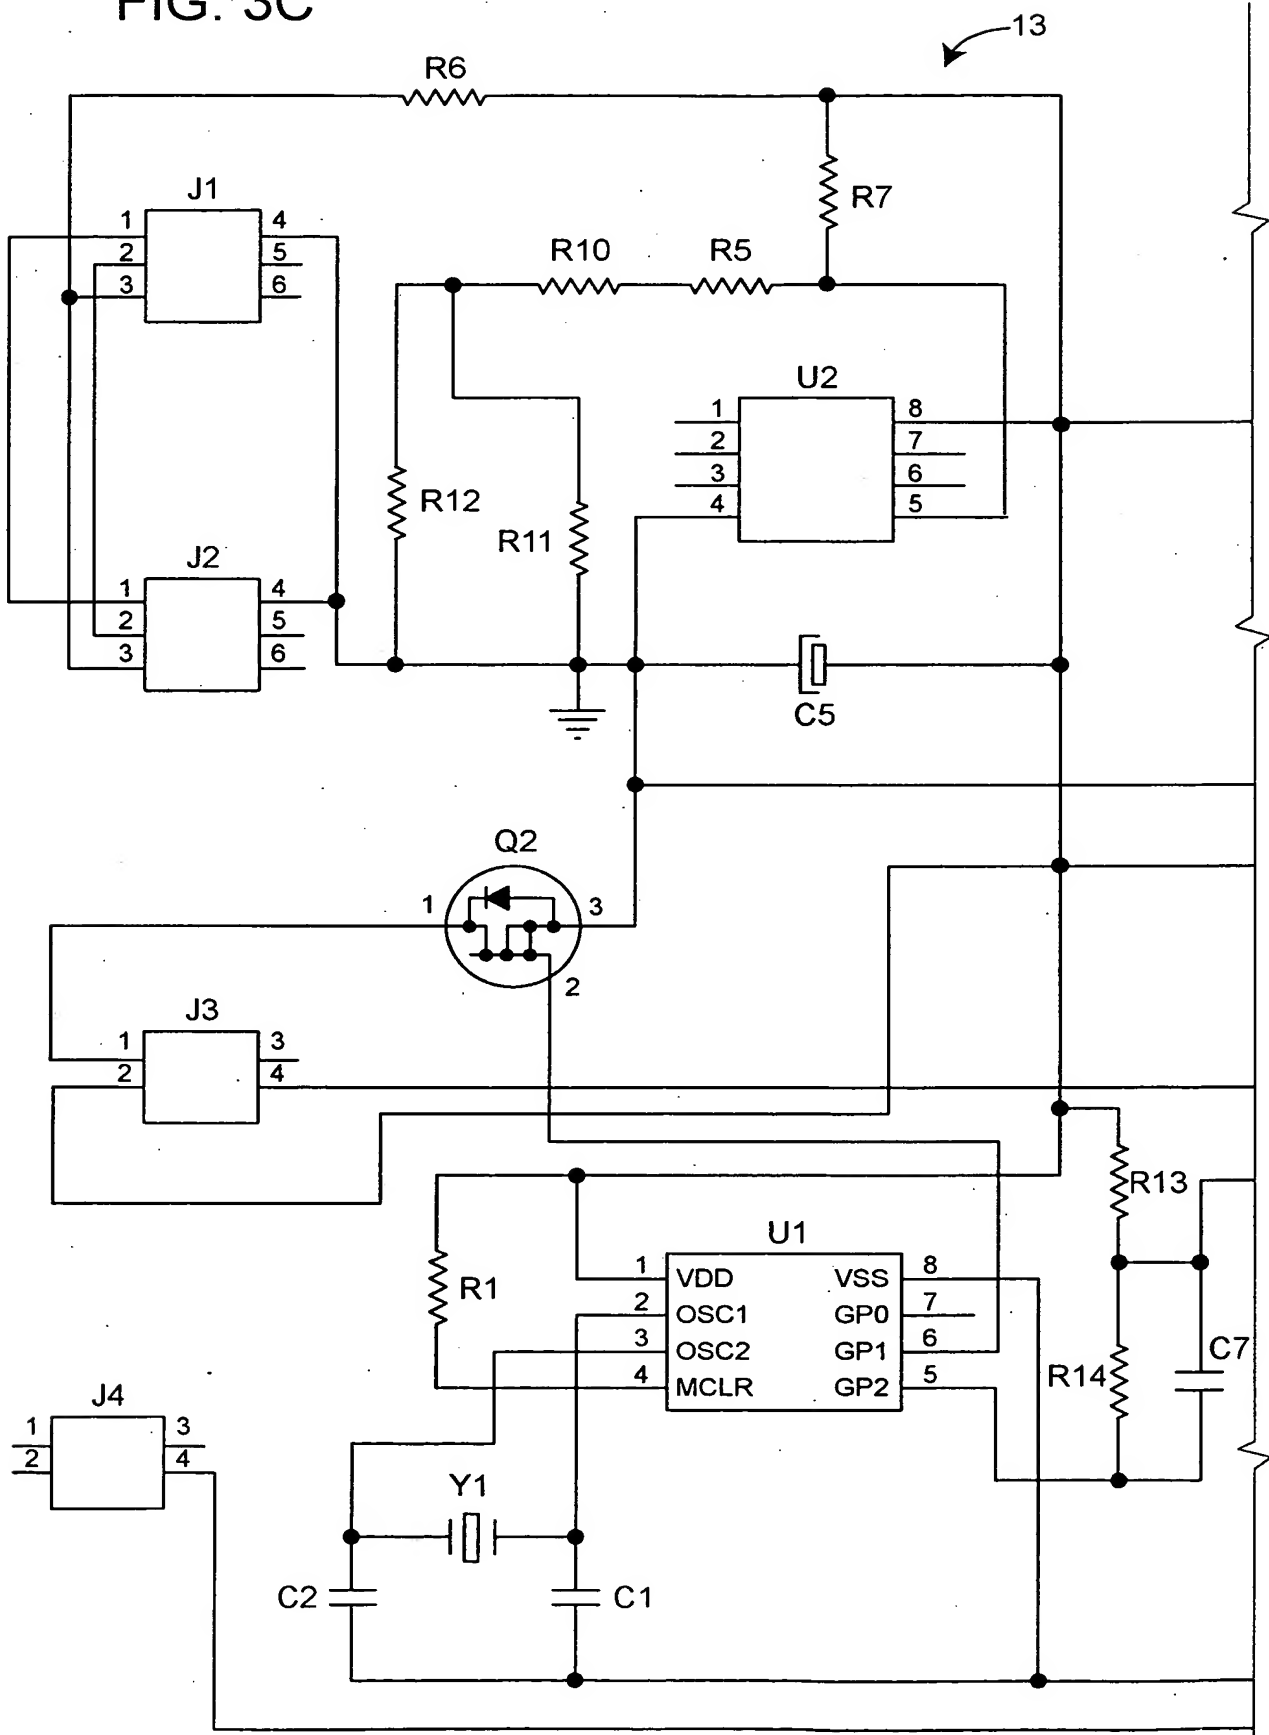 FIG. 3C
13
R6
J1
1 4
2 5
3 6
R7
R10 R5
U2
1 8
2 7
3 6
4 5
R12
R11
J2
1 4
2 5
3 6
C5
Q2
1 3
2
J3
1 3
2 4
R13
U1
R1
1 VDD VSS 8
2 OSC1 GP0 7
3 OSC2 GP1 6
4 MCLR GP2 5
R14
C7
J4
1 3
2 4
Y1
C2
C1